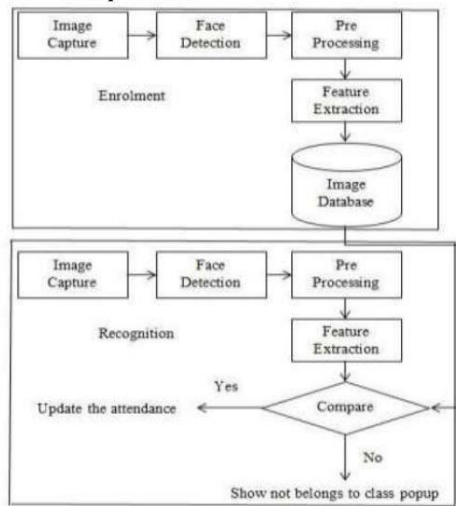 Image
Capture
Face
Detection
Pre
Processing
Enrolment
Feature
Extraction
Image
Database
Image
Capture
Face
Detection
Pre
Processing
Recognition
Feature
Extraction
Yes
Update the attendance
Compare
No
Show not belongs to class popup